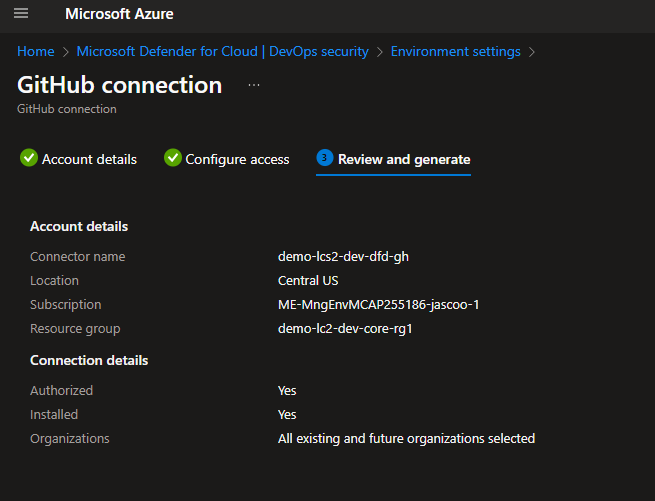 Microsoft Azure
Home > Microsoft Defender for Cloud | DevOps security > Environment settings >
GitHub connection ...
GitHub connection
Account details Configure access 3 Review and generate
Account details
Connector name demo-lcs2-dev-dfd-gh
Location Central US
Subscription ME-MngEnvMCAP255186-jascoo-1
Resource group demo-lc2-dev-core-rg1
Connection details
Authorized Yes
Installed Yes
Organizations All existing and future organizations selected